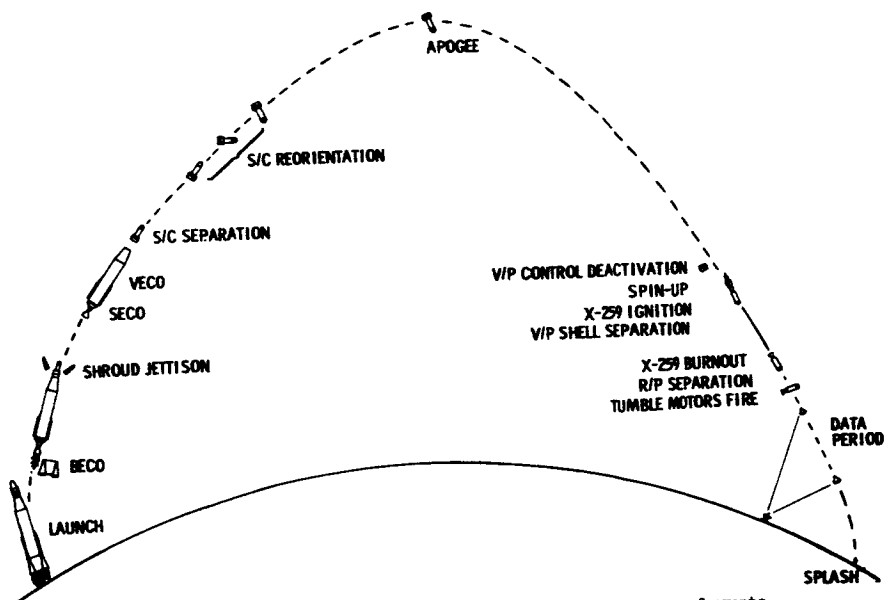 APOGEE
S/C REORIENTATION
S/C SEPARATION
VECO
SECO
SHROUD JETTISON
BECO
LAUNCH
V/P CONTROL DEACTIVATION
SPIN-UP
X-259 IGNITION
V/P SHELL SEPARATION
X-259 BURNOUT
R/P SEPARATION
TUMBLE MOTORS FIRE
DATA
PERIOD
SPLASH